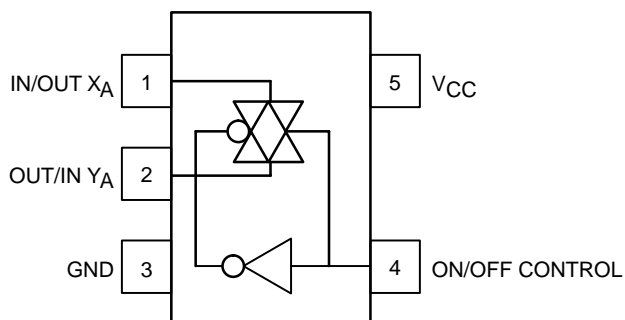 IN/OUT XA 1
OUT/IN YA 2
GND 3
5 VCC
4 ON/OFF CONTROL